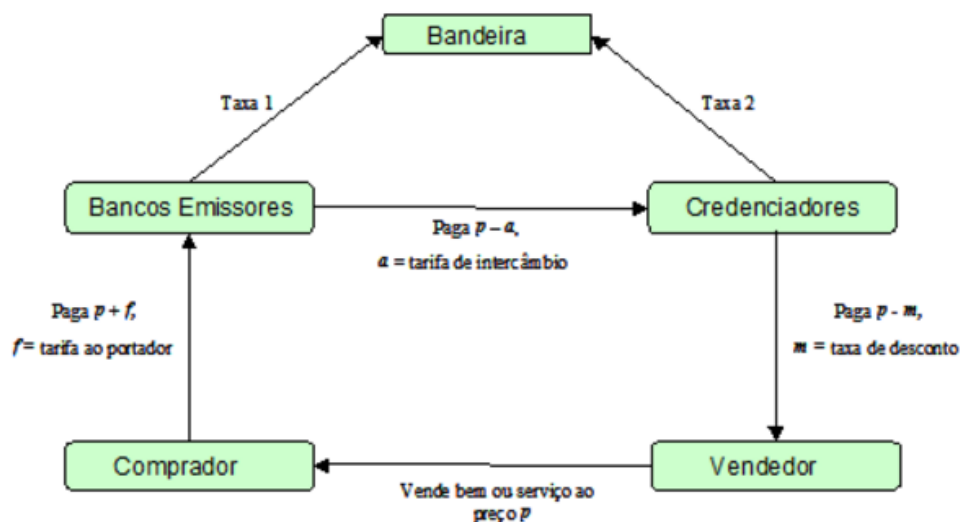 Bandeira
Taxa 1
Taxa 2
Bancos Emissores
Credenciadores
Paga p – a,
a = tarifa de intercâmbio
Paga p + f,
f = tarifa ao portador
Paga p - m,
m = taxa de desconto
Comprador
Vendedor
Vende bem ou serviço ao
preço p